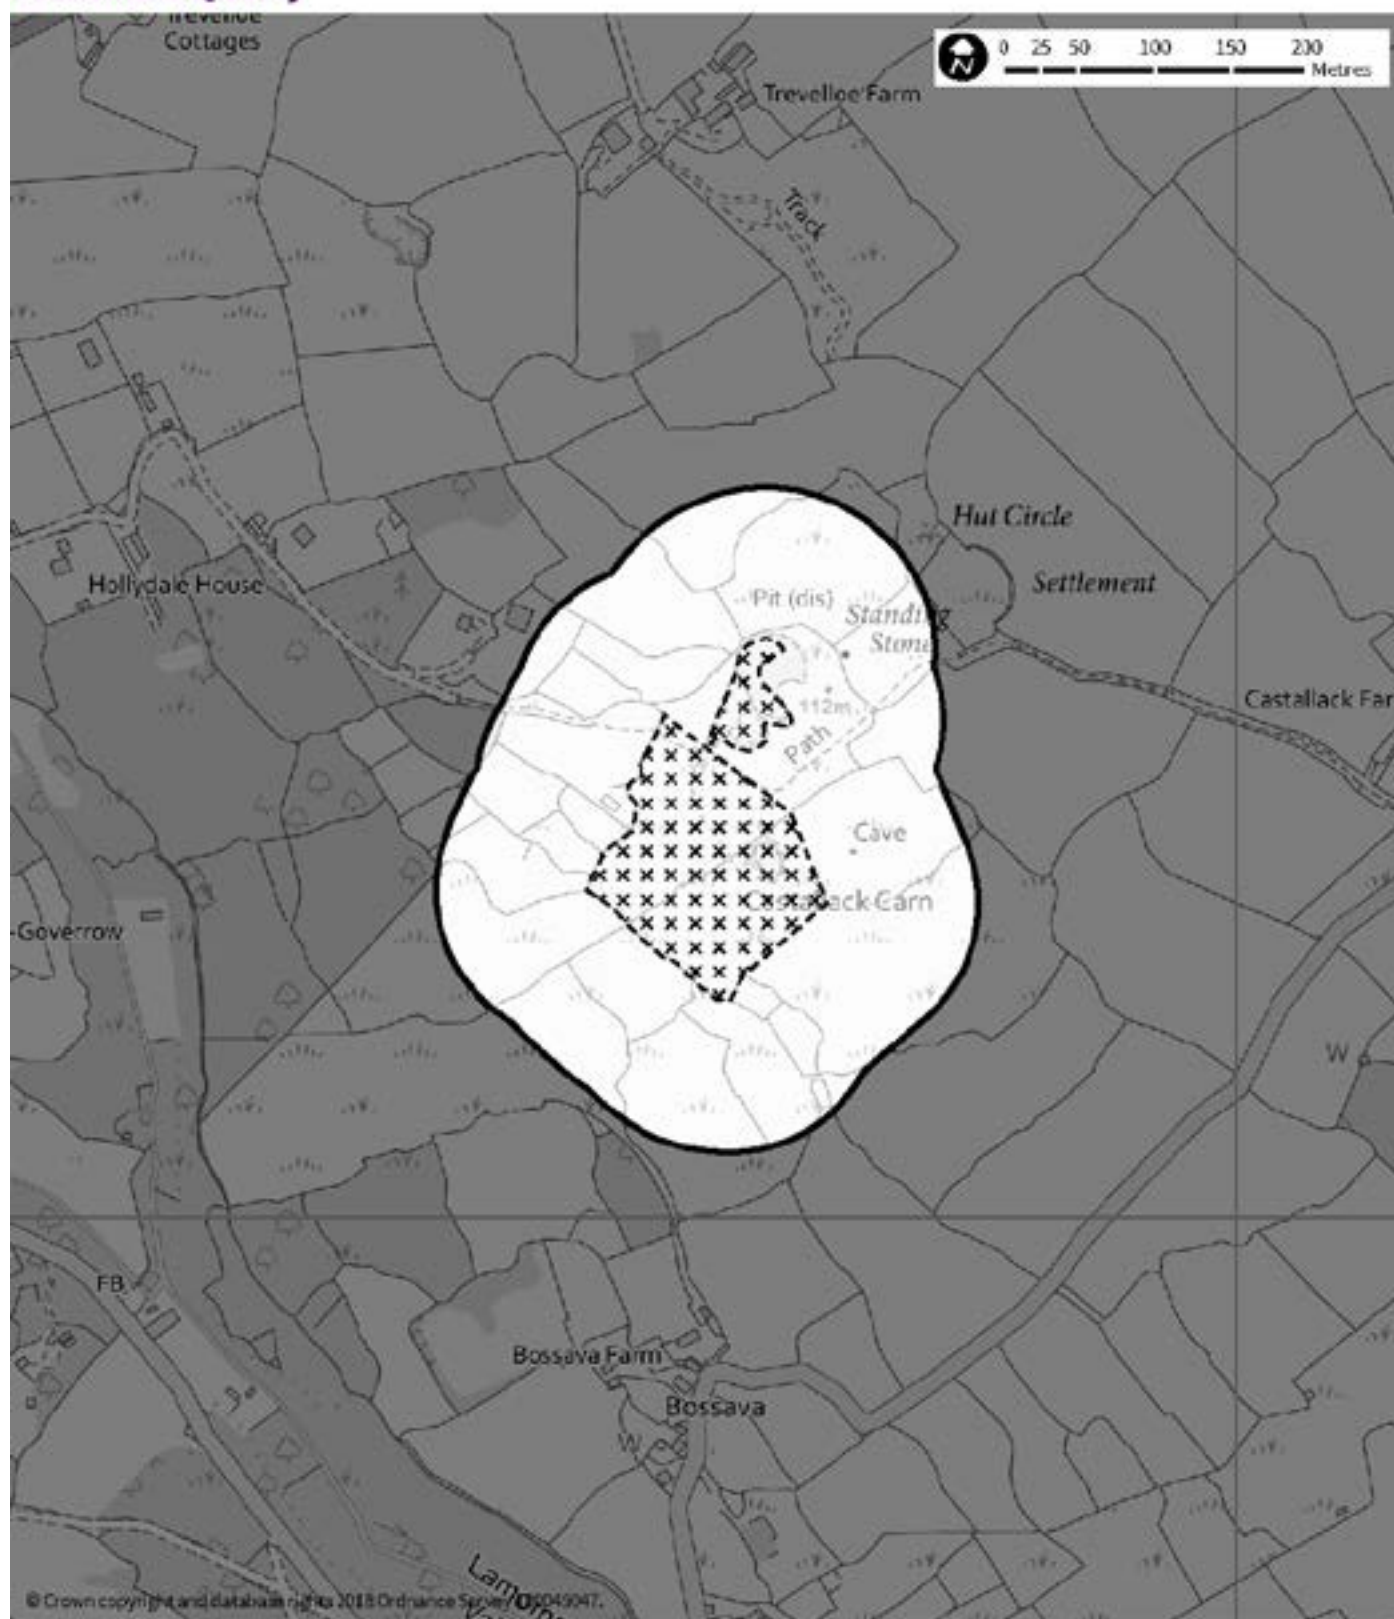 Trevelloe
Cottages
0 25 50 100 150 200
Metres
N
Trevelloe Farm
Track
Hut Circle
Settlement
Hollydale House
Pit (dis)
Standing
Stone
Castallack Far
112m
Path
Cave
Castallack Carn
Goverrow
W
FB
Bossava Farm
Bossava
W
© Crown copyright and database rights 2018 Ordnance Survey